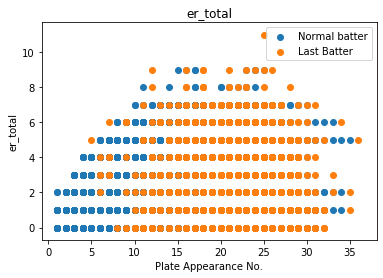 er_total
Normal batter
Last Batter
10
8
6
4
2
0
er_total
0
5
10
15
20
25
30
35
Plate Appearance No.